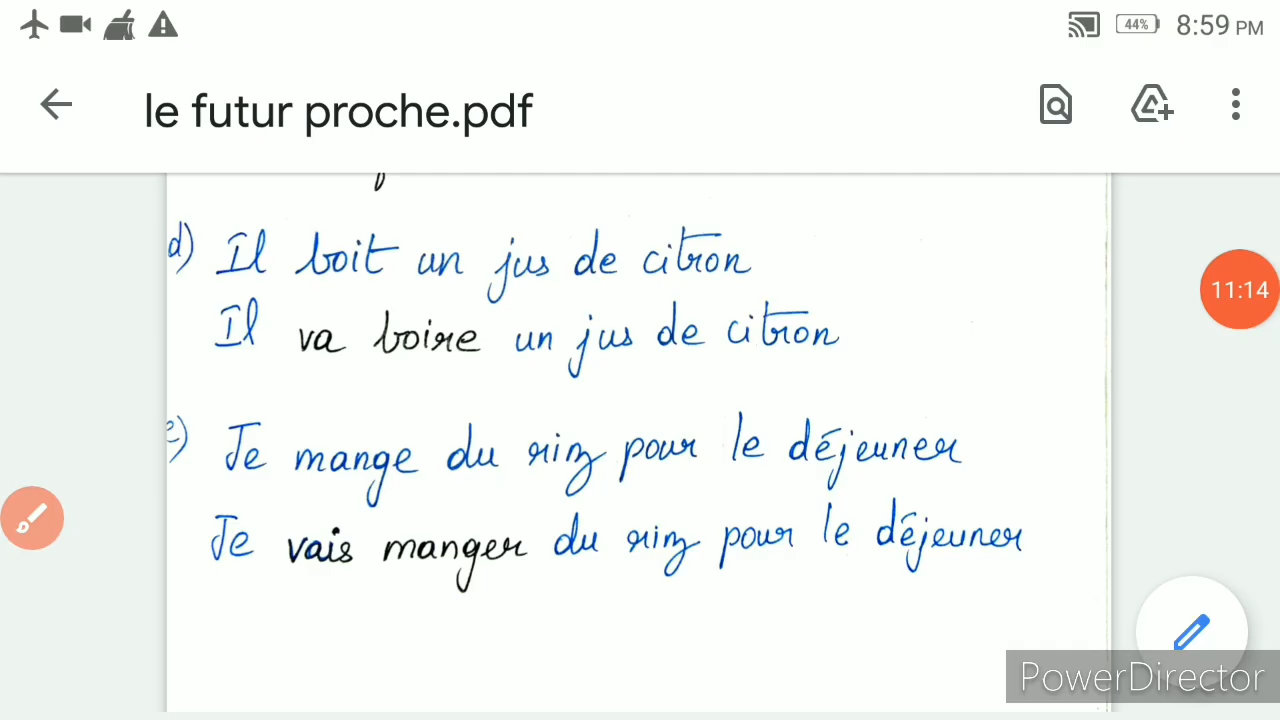 44% 8:59 PM
le futur proche.pdf
d) Il boit un jus de citron
11:14
Il va boire un jus de citron
e) Je mange du riz pour le déjeuner
Je vais manger du riz pour le déjeuner
PowerDirector